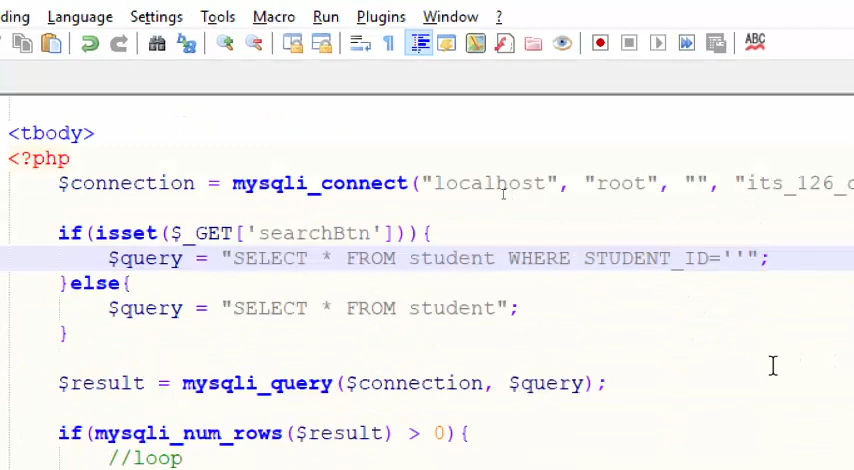 ding Language Settings Tools Macro Run Plugins Window ?
ABC
<tbody>
<?php
$connection = mysqli_connect("localhost", "root", "", "its_126_
if(isset($_GET['searchBtn'])){
$query = "SELECT * FROM student WHERE STUDENT_ID=''";
}else{
$query = "SELECT * FROM student";
}
$result = mysqli_query($connection, $query);
if(mysqli_num_rows($result) > 0){
//loop